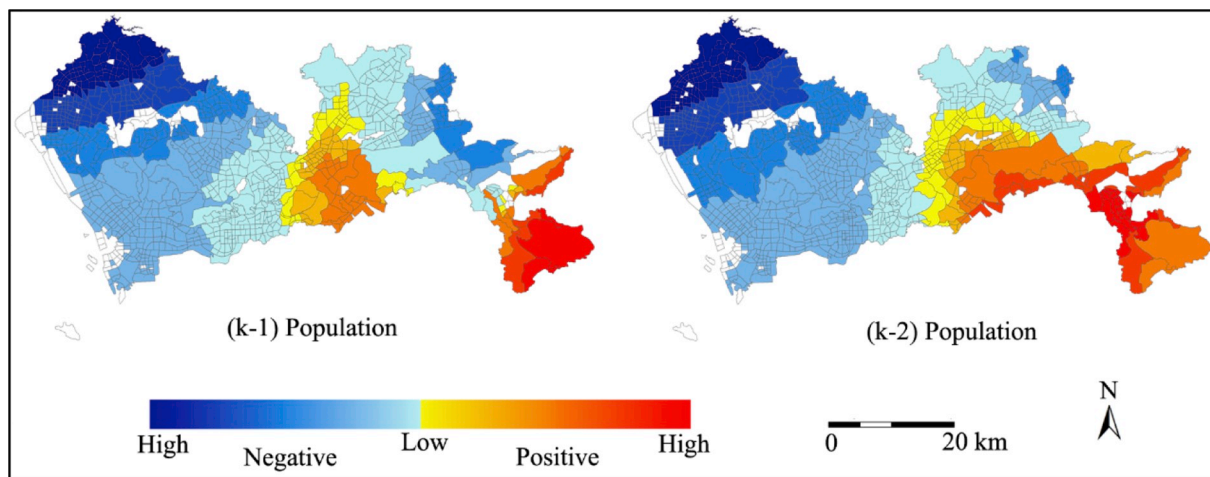 (k-1) Population
(k-2) Population
High Low High
Negative Positive
0 20 km
N